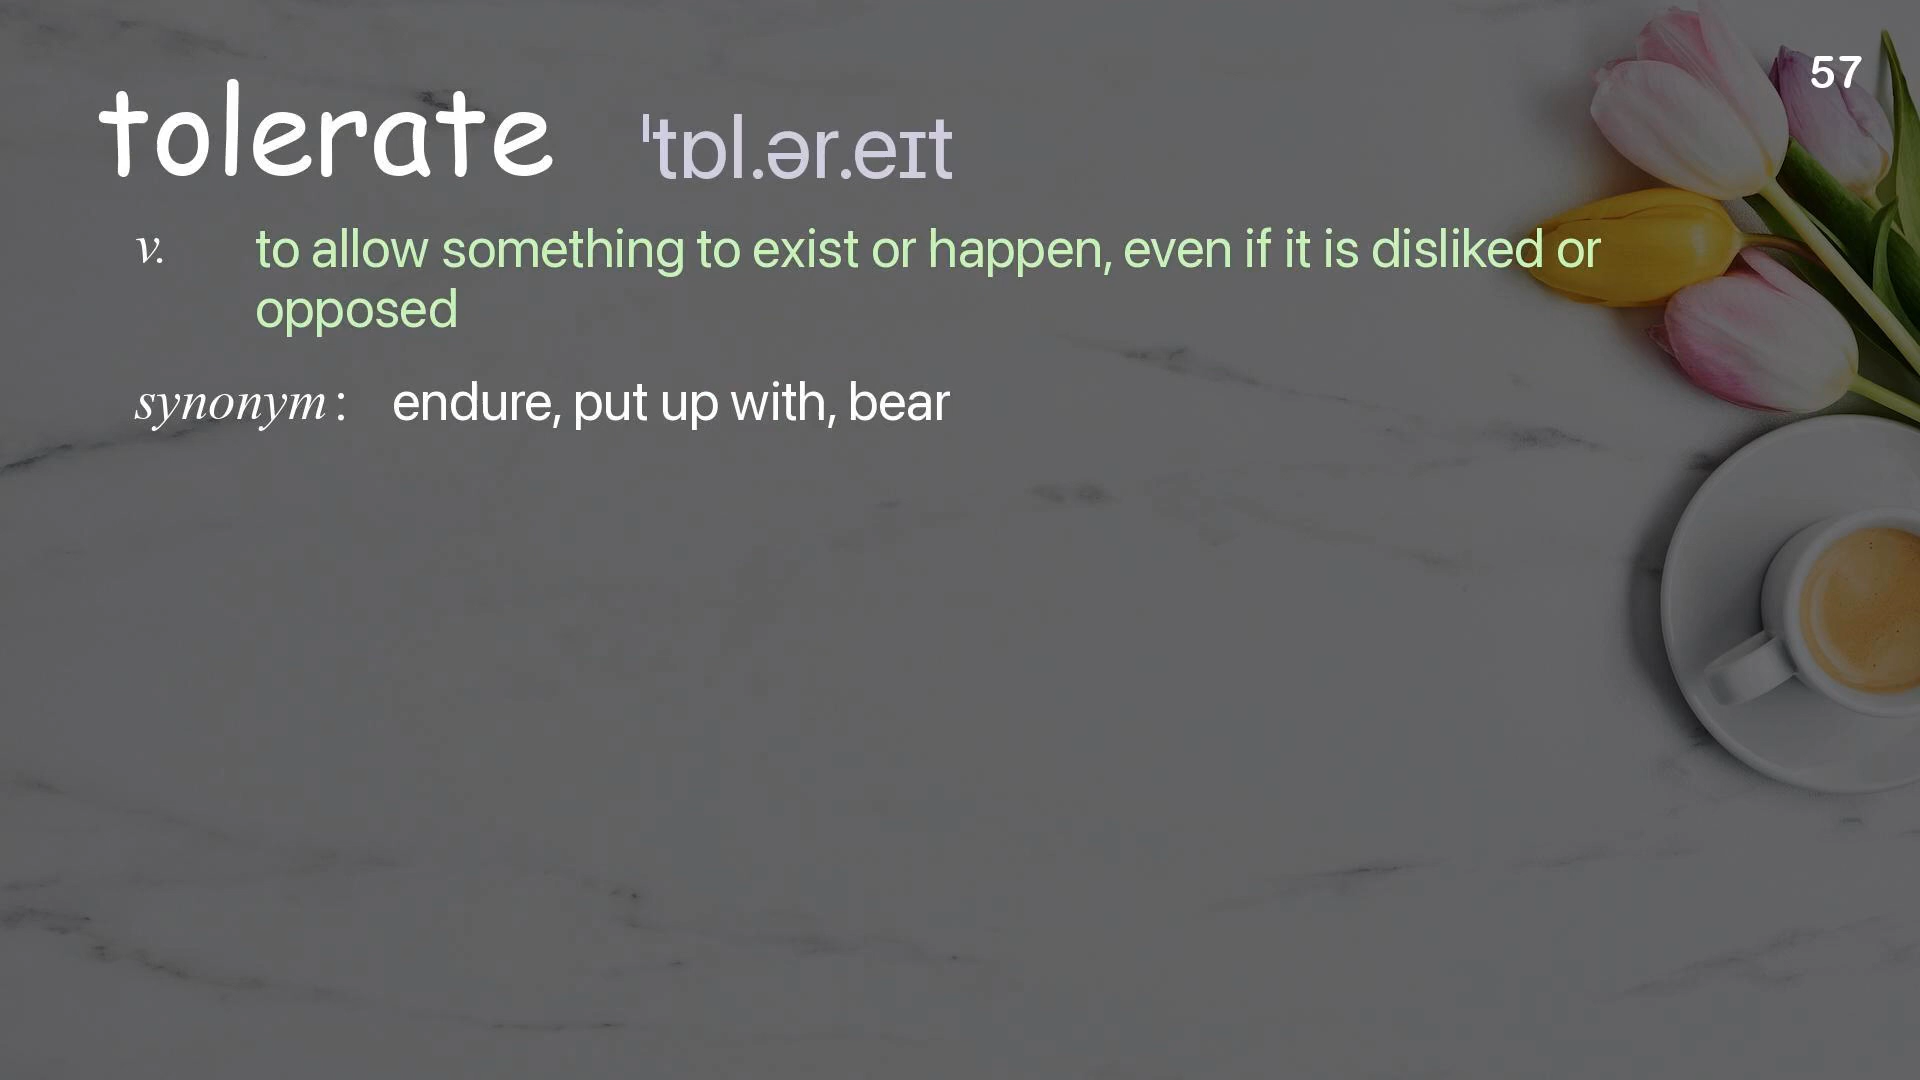 57
tolerate ˈtɒl.ər.eɪt
v. to allow something to exist or happen, even if it is disliked or
opposed
synonym : endure, put up with, bear